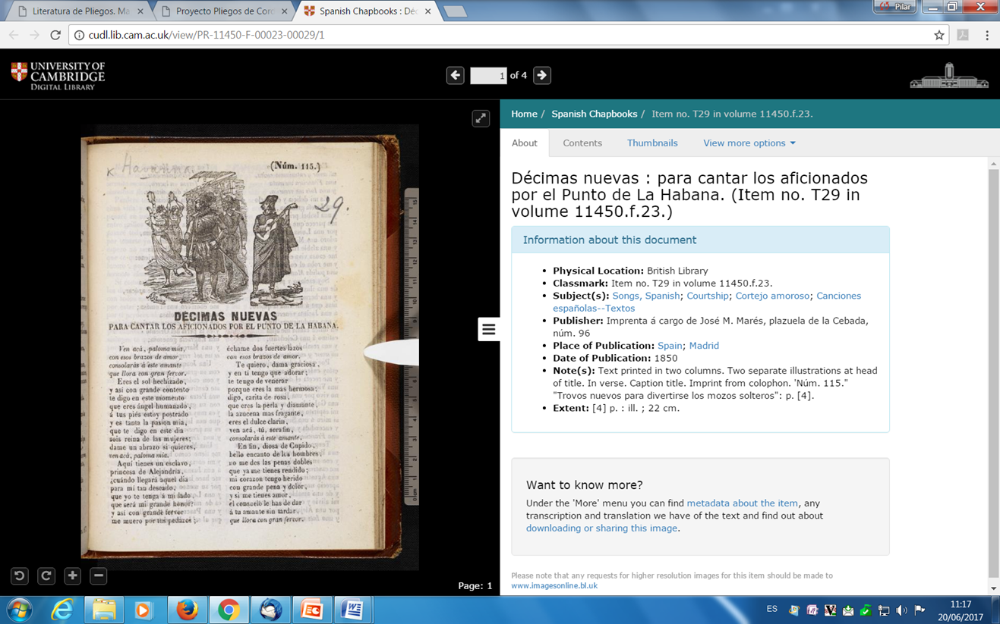 Literatura de Pliegos. Ma
Proyecto Pliegos de Cord
Spanish Chapbooks : Déc
Pilar
cudl.lib.cam.ac.uk/view/PR-11450-F-00023-00029/1
UNIVERSITY OF
CAMBRIDGE
DIGITAL LIBRARY
1 of 4
Home / Spanish Chapbooks / Item no. T29 in volume 11450.f.23.
About Contents Thumbnails View more options
Havanna
(Núm. 115.)
29.
DÉCIMAS NUEVAS
PARA CANTAR LOS AFICIONADOS POR EL PUNTO DE LA HABANA.
Ven acá, paloma mia,
con esos brazos de amor,
consolarás á este amante
que llora con gran fervor.
Eres el sol hechizado,
y asi con grande contento
te digo en este momento
que eres ángel humanado,
á tus piés estoy postrado
y es tanta la pasion mia,
que te digo en este dia
sois reina de las mujeres;
dame un abrazo si quieres,
ven acá, paloma mia.
Aquí tienes un esclavo,
princesa de Alejandria,
¿cuándo llegará aquel dia
para mí tan deseado,
que yo te tenga á mi lado,
que será mi grande honor?
y asi con grande fervor
me muero por tus pedazos;
échame dos fuertes lazos
con esos brazos de amor.
Te quiero, dama graciosa,
y en tí tengo que adorar;
te tengo de venerar
porque eres la mas hermosa;
digo, carita de rosa,
que eres la perla y diamante,
la azucena mas fragante,
eres el dulce clarin,
ven acá, tú, serafin,
consolarás á este amante.
En fin, diosa de Cupido,
bello encanto de los hombres,
no me des las penas dobles
que ya me tienes rendido;
mi corazon tengo herido
con grande pena y dolor,
y si me tienes amor,
el consuelo le has de dar
á tu amante sin tardar,
que llora con gran fervor.
Page: 1
Décimas nuevas : para cantar los aficionados
por el Punto de La Habana. (Item no. T29 in
volume 11450.f.23.)
Information about this document
Physical Location: British Library
Classmark: Item no. T29 in volume 11450.f.23.
Subject(s): Songs, Spanish; Courtship; Cortejo amoroso; Canciones
españolas--Textos
Publisher: Imprenta á cargo de José M. Marés, plazuela de la Cebada,
núm. 96
Place of Publication: Spain; Madrid
Date of Publication: 1850
Note(s): Text printed in two columns. Two separate illustrations at head
of title. In verse. Caption title. Imprint from colophon. 'Núm. 115."
"Trovos nuevos para divertirse los mozos solteros": p. [4].
Extent: [4] p. : ill. ; 22 cm.
Want to know more?
Under the 'More' menu you can find metadata about the item, any
transcription and translation we have of the text and find out about
downloading or sharing this image.
Please note that any requests for higher resolution images for this item should be made to
www.imagesonline.bl.uk
ES
11:17
20/06/2017